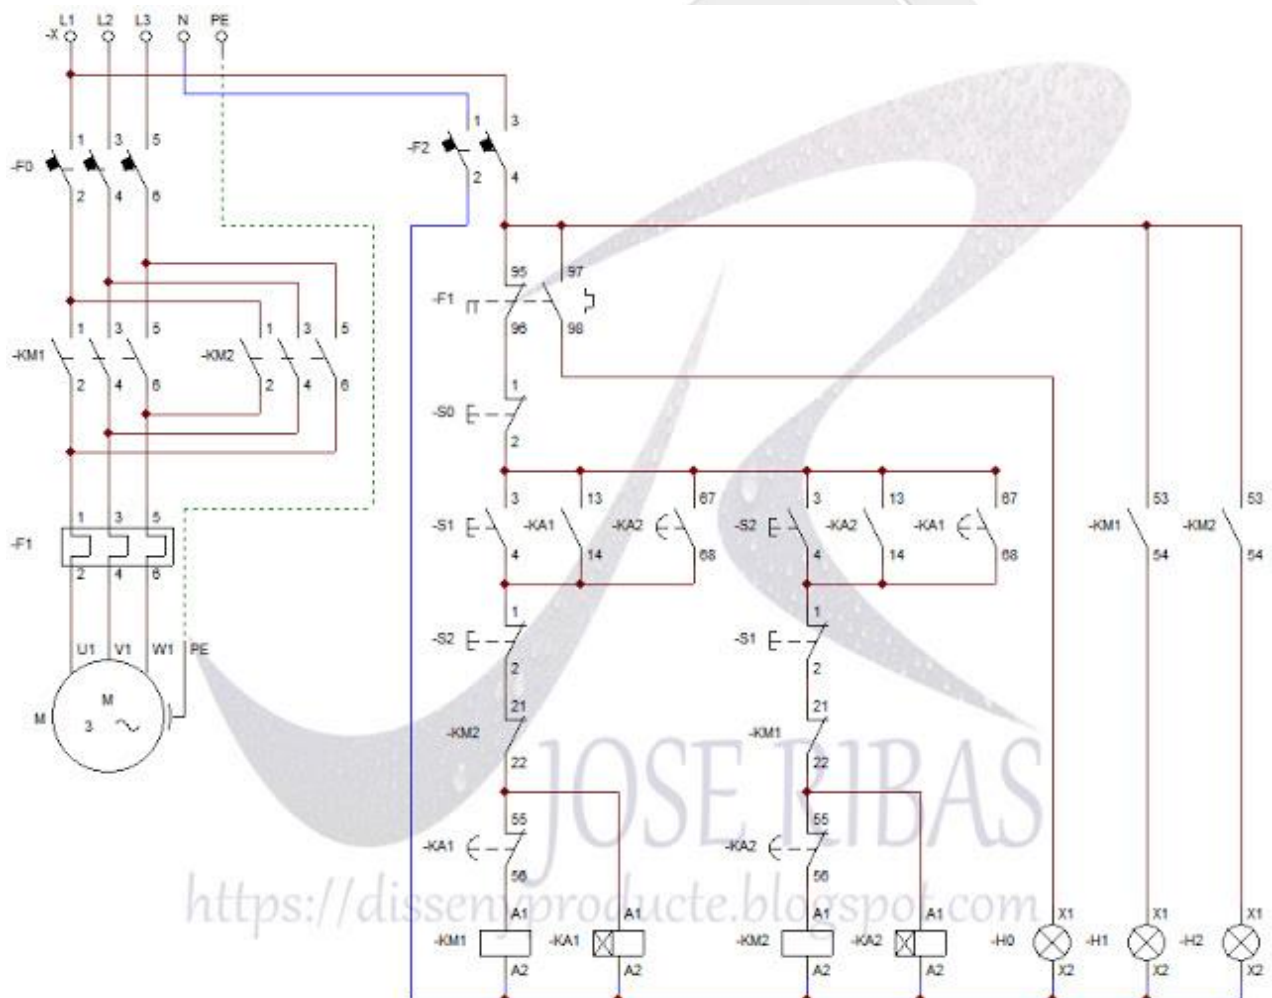 L1 L2 L3 N PE
-X
1 3 5
-F0
2 4 6
1 3
-F2
2 4
95 97
-F1
96 98
1 3 5 1 3 5
-KM1 -KM2
2 4 6 2 4 6
1
-S0
2
3 13 67 3 13 67 53 53
-S1 -KA1 -KA2 -S2 -KA2 -KA1 -KM1 -KM2
4 14 68 4 14 68 54 54
1 3 5
-F1
2 4 6
1 1
-S2 -S1
2 2
U1 V1 W1 PE
M
M
3
21 21
-KM2 -KM1
22 22
JOSE RIBAS
55 55
-KA1 -KA2
56 56
https://dissenyproducte.blogspot.com
A1 A1 A1 A1 X1 X1 X1
-KM1 -KA1 -KM2 -KA2 -H0 -H1 -H2
A2 A2 A2 A2 X2 X2 X2